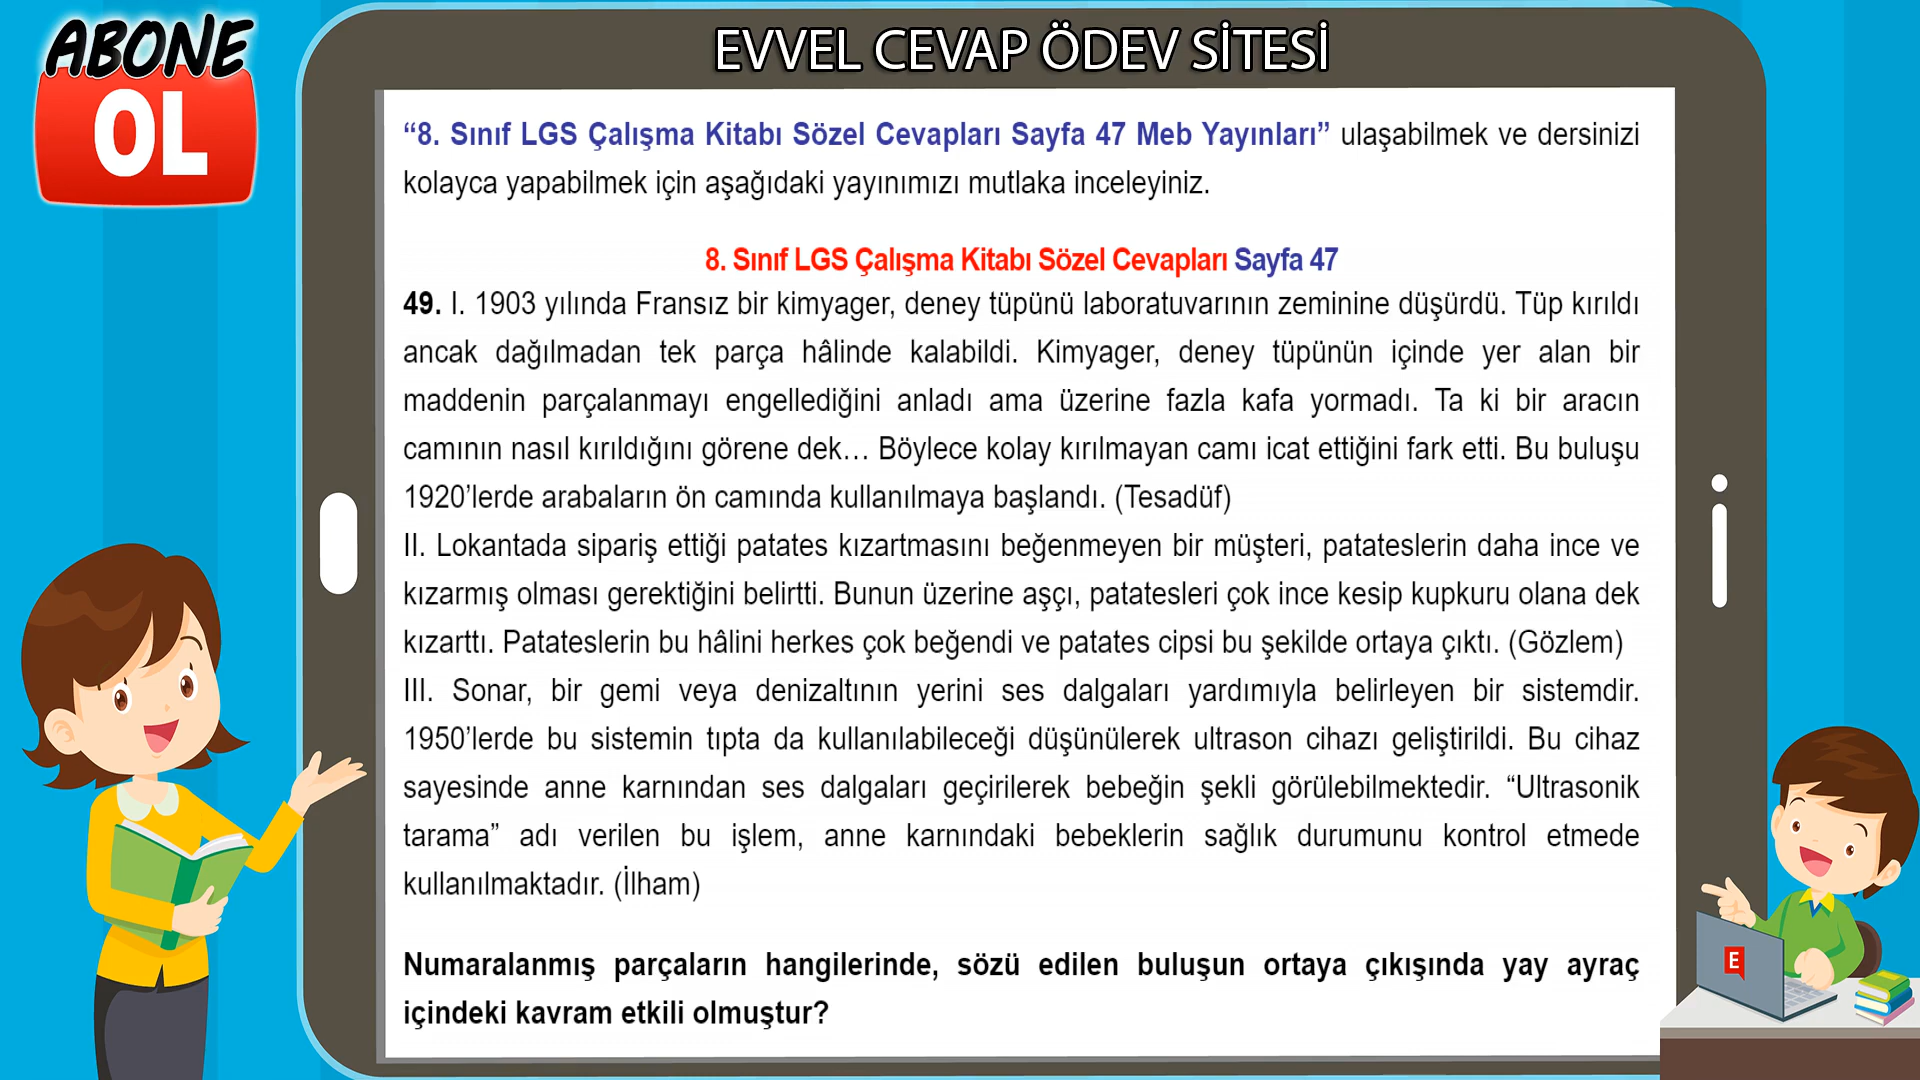 ABONE
OL
EVVEL CEVAP ÖDEV SİTESİ
“8. Sınıf LGS Çalışma Kitabı Sözel Cevapları Sayfa 47 Meb Yayınları” ulaşabilmek ve dersinizi
kolayca yapabilmek için aşağıdaki yayınımızı mutlaka inceleyiniz.
8. Sınıf LGS Çalışma Kitabı Sözel Cevapları Sayfa 47
49. I. 1903 yılında Fransız bir kimyager, deney tüpünü laboratuvarının zeminine düşürdü. Tüp kırıldı
ancak dağılmadan tek parça hâlinde kalabildi. Kimyager, deney tüpünün içinde yer alan bir
maddenin parçalanmayı engellediğini anladı ama üzerine fazla kafa yormadı. Ta ki bir aracın
camının nasıl kırıldığını görene dek… Böylece kolay kırılmayan camı icat ettiğini fark etti. Bu buluşu
1920’lerde arabaların ön camında kullanılmaya başlandı. (Tesadüf)
II. Lokantada sipariş ettiği patates kızartmasını beğenmeyen bir müşteri, patateslerin daha ince ve
kızarmış olması gerektiğini belirtti. Bunun üzerine aşçı, patatesleri çok ince kesip kupkuru olana dek
kızarttı. Patateslerin bu hâlini herkes çok beğendi ve patates cipsi bu şekilde ortaya çıktı. (Gözlem)
III. Sonar, bir gemi veya denizaltının yerini ses dalgaları yardımıyla belirleyen bir sistemdir.
1950’lerde bu sistemin tıpta da kullanılabileceği düşünülerek ultrason cihazı geliştirildi. Bu cihaz
sayesinde anne karnından ses dalgaları geçirilerek bebeğin şekli görülebilmektedir. “Ultrasonik
tarama” adı verilen bu işlem, anne karnındaki bebeklerin sağlık durumunu kontrol etmede
kullanılmaktadır. (İlham)
Numaralanmış parçaların hangilerinde, sözü edilen buluşun ortaya çıkışında yay ayraç
içindeki kavram etkili olmuştur?
E